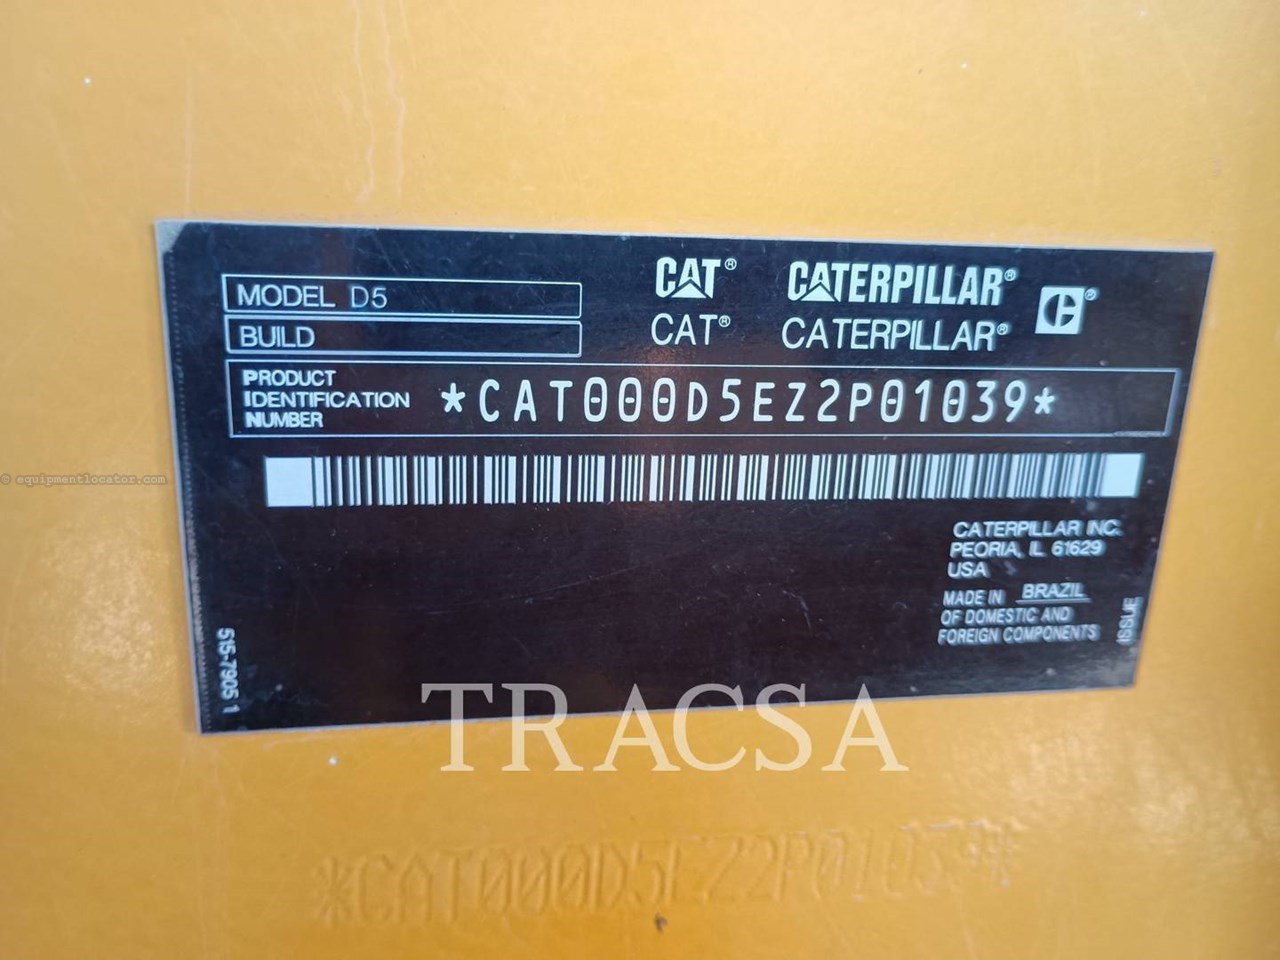 MODEL D5
BUILD
CAT® CATERPILLAR®
CAT® CATERPILLAR®
PRODUCT
IDENTIFICATION
NUMBER
*CAT000D5EZ2P01039*
© equipmentlocator.com
CATERPILLAR INC.
PEORIA, IL 61629
USA
MADE IN BRAZIL
OF DOMESTIC AND
FOREIGN COMPONENTS
ISSUE
515-7905 1
TRACSA
*CAT000D5EZ2P01039*